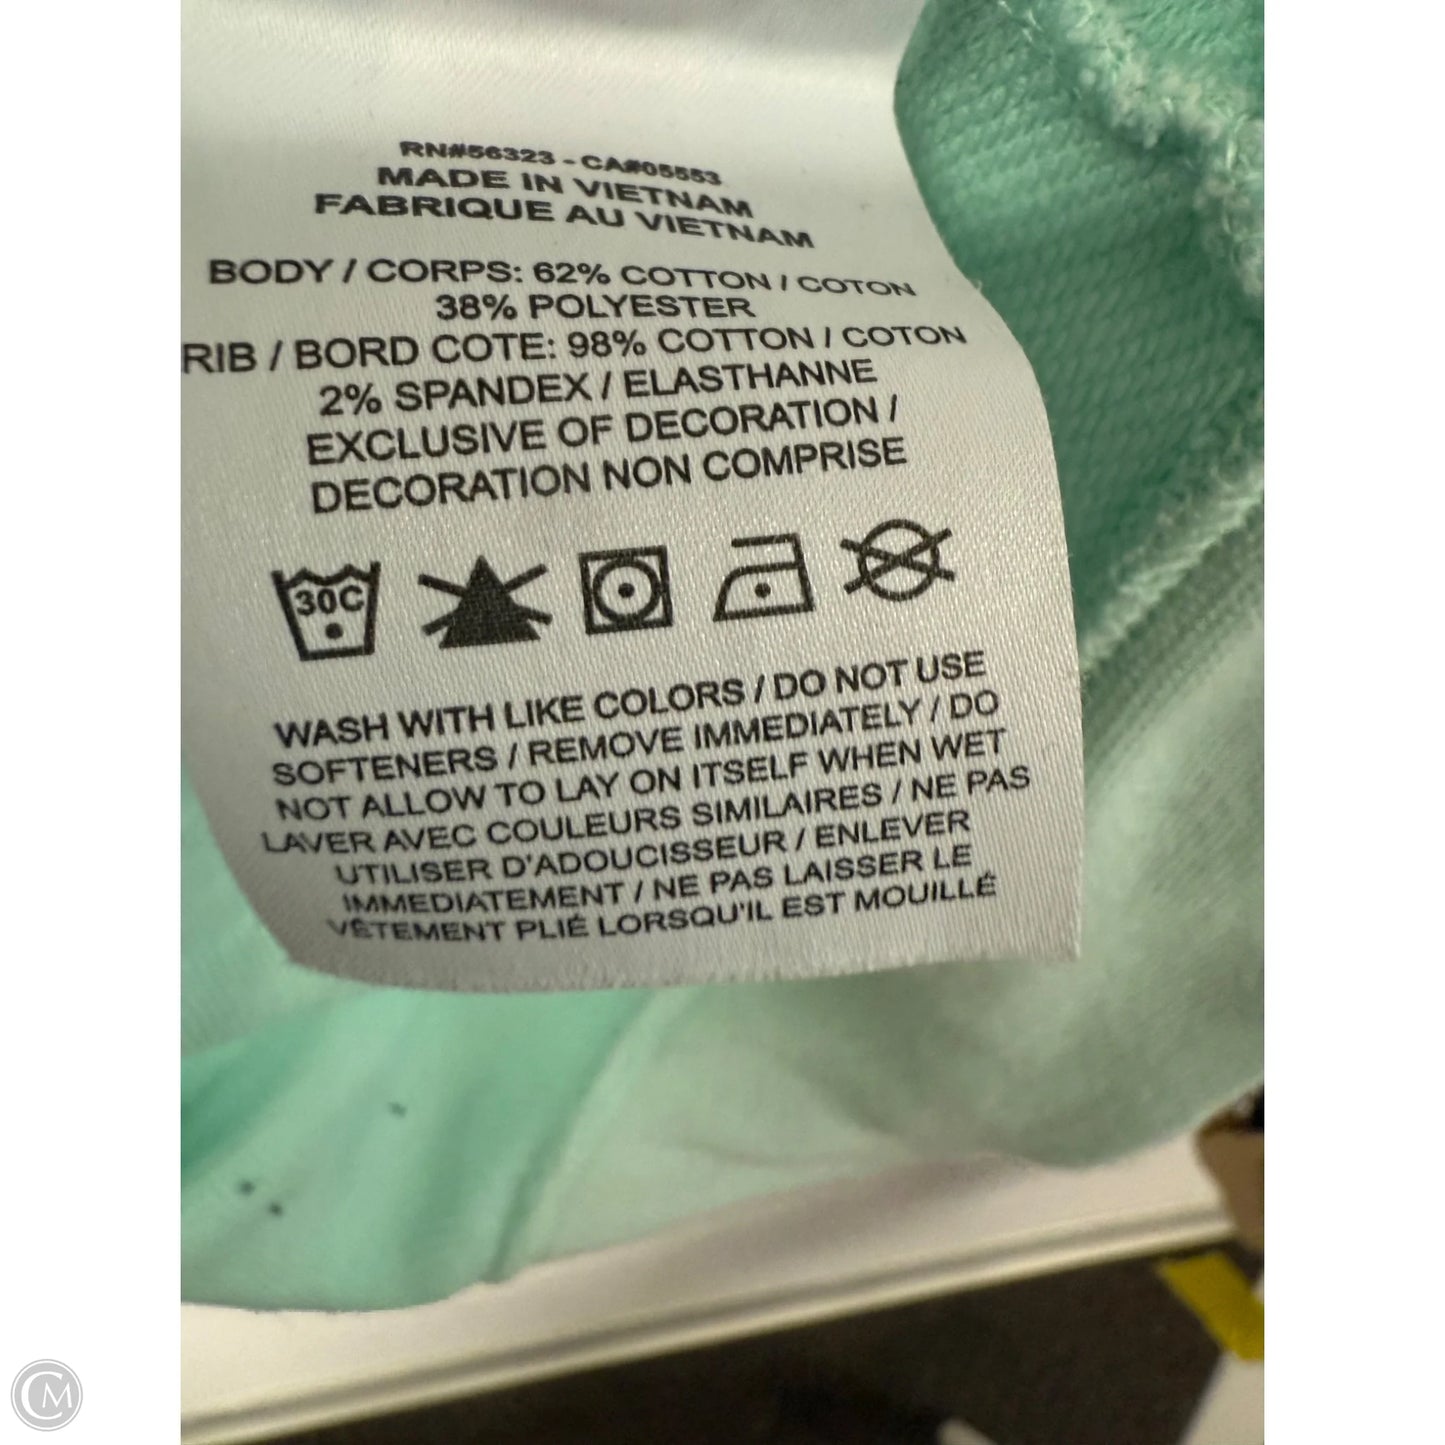 RN#56323 - CA#05553
MADE IN VIETNAM
FABRIQUE AU VIETNAM
BODY / CORPS: 62% COTTON / COTON
38% POLYESTER
RIB / BORD COTE: 98% COTTON / COTON
2% SPANDEX / ELASTHANNE
EXCLUSIVE OF DECORATION /
DECORATION NON COMPRISE
30C
WASH WITH LIKE COLORS / DO NOT USE
SOFTENERS / REMOVE IMMEDIATELY / DO
NOT ALLOW TO LAY ON ITSELF WHEN WET
LAVER AVEC COULEURS SIMILAIRES / NE PAS
UTILISER D'ADOUCISSEUR / ENLEVER
IMMEDIATEMENT / NE PAS LAISSER LE
VÊTEMENT PLIÉ LORSQU'IL EST MOUILLÉ
CM